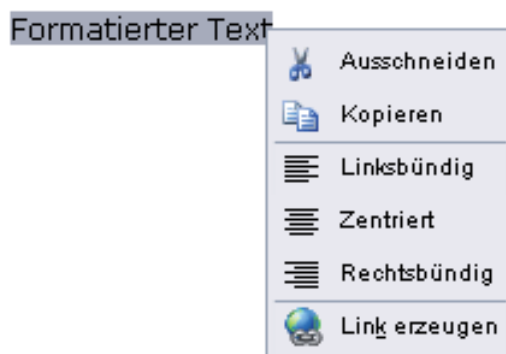 Formatierter Text
Ausschneiden
Kopieren
Linksbündig
Zentriert
Rechtsbündig
Link erzeugen